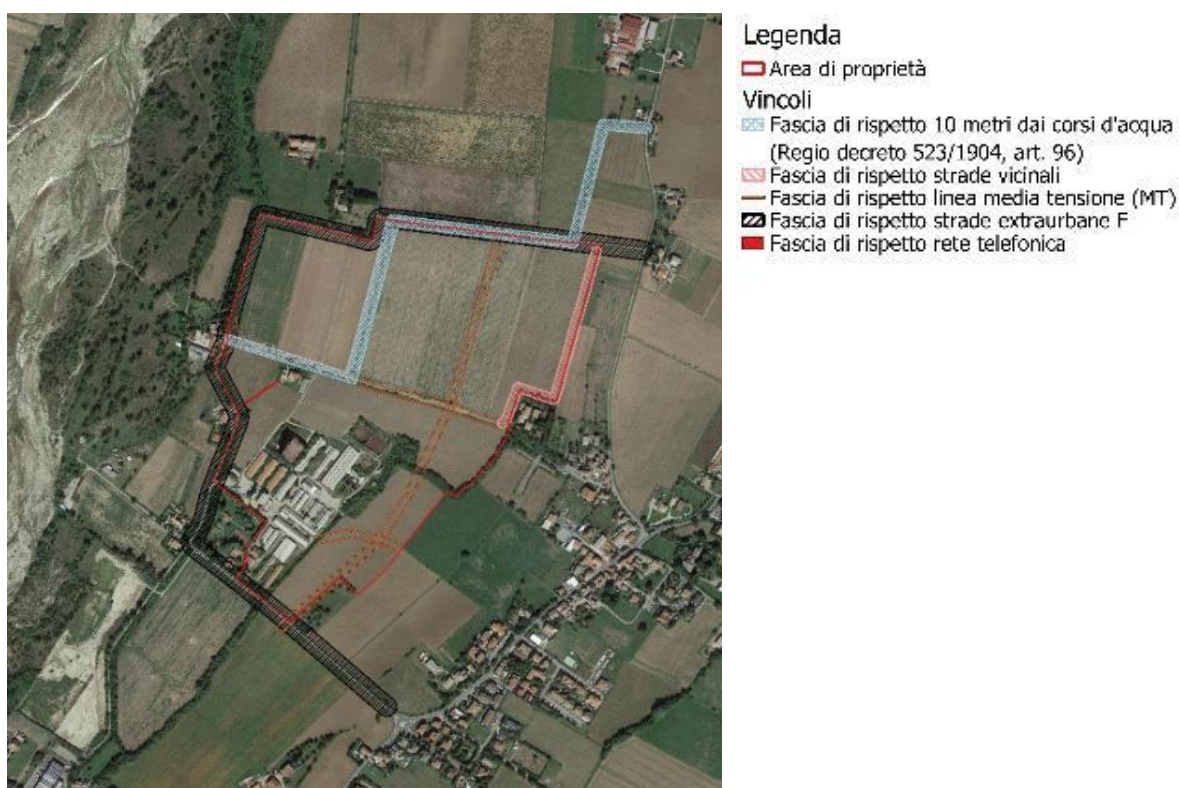 Legenda
Area di proprietà
Vincoli
Fascia di rispetto 10 metri dai corsi d'acqua
(Regio decreto 523/1904, art. 96)
Fascia di rispetto strade vicinali
Fascia di rispetto linea media tensione (MT)
Fascia di rispetto strade extraurbane F
Fascia di rispetto rete telefonica